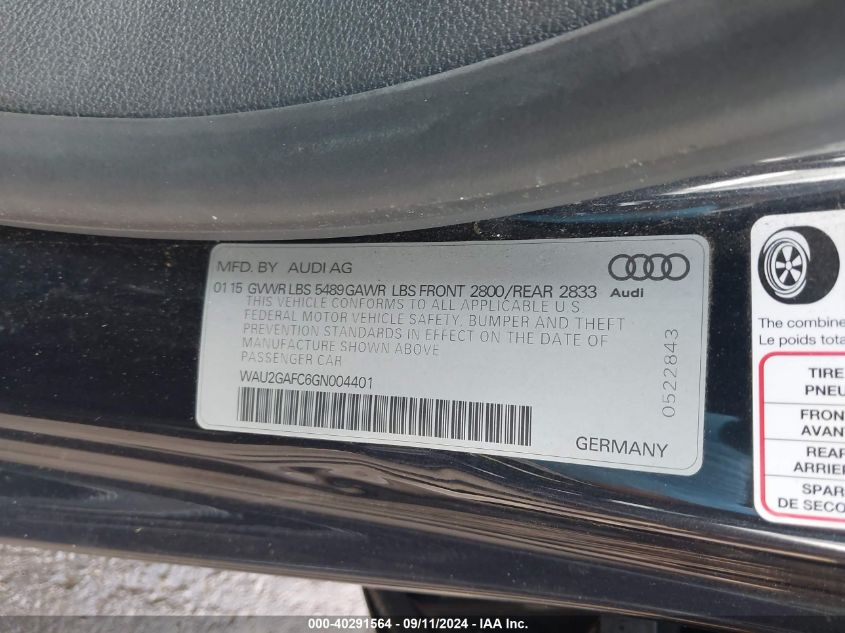 MFD. BY AUDI AG
01 15 GVWR LBS 5489 GAWR LBS FRONT 2800/REAR 2833
Audi
THIS VEHICLE CONFORMS TO ALL APPLICABLE U S
FEDERAL MOTOR VEHICLE SAFETY, BUMPER AND THEFT
PREVENTION STANDARDS IN EFFECT ON THE DATE OF
MANUFACTURE SHOWN ABOVE
PASSENGER CAR
WAU2GAFC6GN004401
0522843
GERMANY
The combine
Le poids tota
TIRE
PNEU
FRON
AVAN
REAR
ARRIER
SPAR
DE SECO
000-40291564 - 09/11/2024 - IAA Inc.